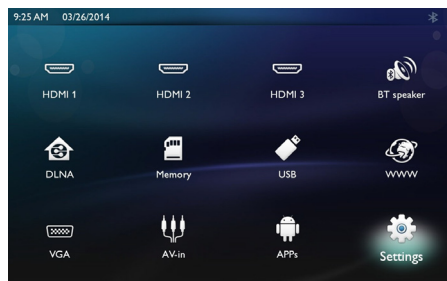 9:25 AM 03/26/2014
HDMI 1 HDMI 2 HDMI 3 BT speaker
DLNA Memory USB WWW
VGA AV-in APPs Settings